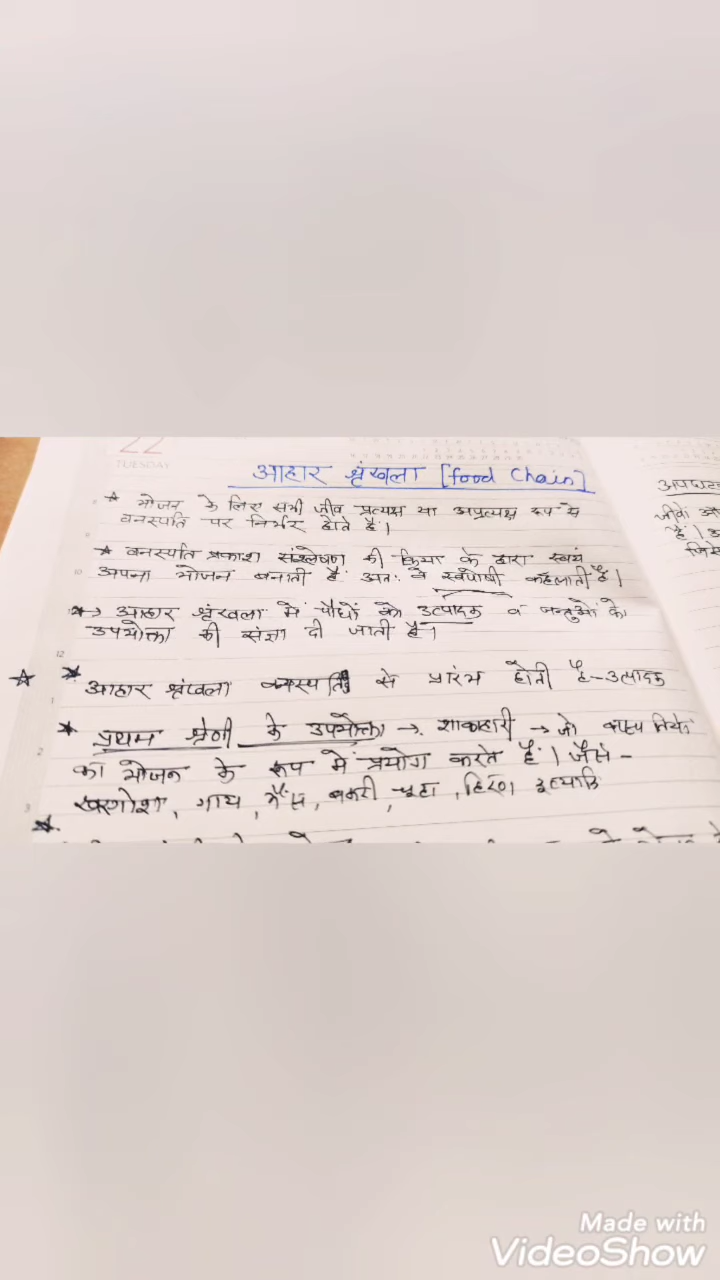 22
TUESDAY
आहार श्रृंखला [food Chain]
* भोजन के लिए सभी जीव प्रत्यक्ष या अप्रत्यक्ष रूप से
वनस्पति पर निर्भर होते है।
* वनस्पति प्रकाश संश्लेषण की क्रिया के द्वारा स्वयं
अपना भोजन बनाती है अतः वे स्वपोषी कहलाती है।
*→ आहार श्रृंखला में पौधों को उत्पादक व जन्तुओं को
उपभोक्ता की संज्ञा दी जाती है।
* आहार श्रृंखला वनस्पति से प्रारंभ होती है-उत्पादक
* प्रथम श्रेणी के उपभोक्ता → शाकाहारी → जो
को भोजन के रूप में प्रयोग करते है। जैसे -
खरगोश, गाय, भैंस, बकरी, चूहा, हिरण इत्यादि
अपघटक
Made with
VideoShow